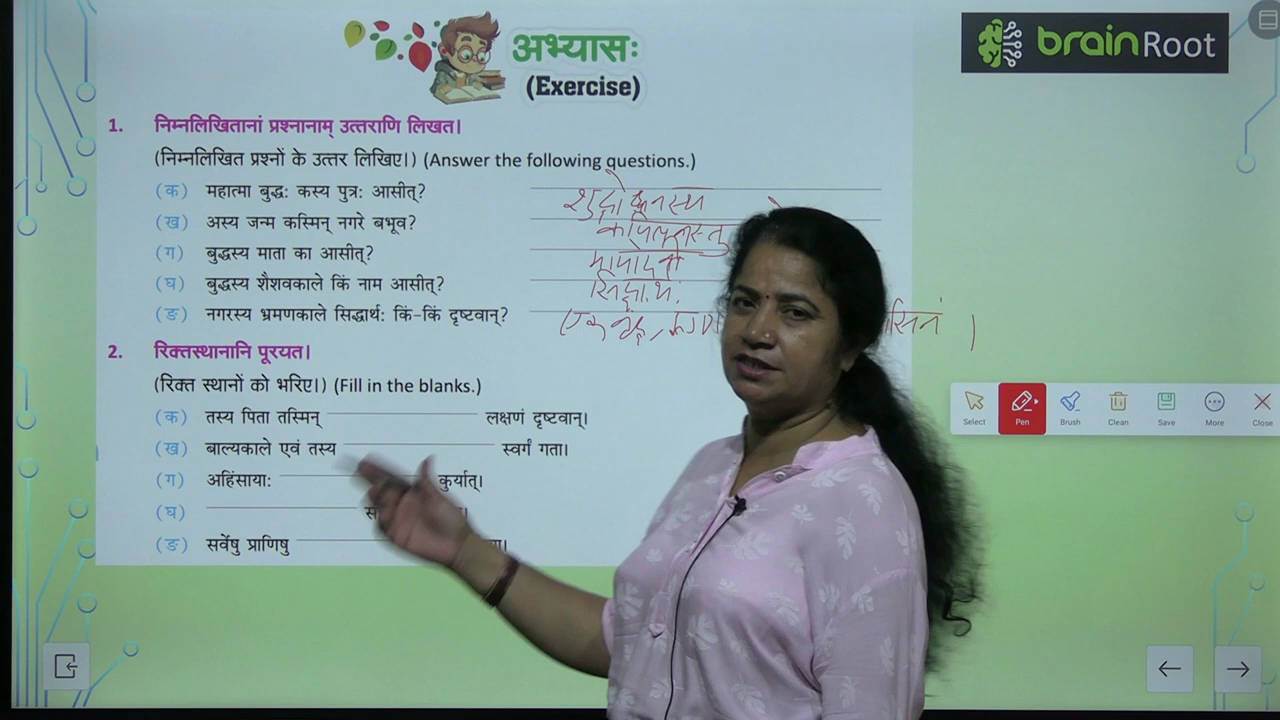 अभ्यासः
(Exercise)
brainRoot
1. निम्नलिखितानां प्रश्नानाम् उत्तराणि लिखत।
(निम्नलिखित प्रश्नों के उत्तर लिखिए।) (Answer the following questions.)
(क) महात्मा बुद्धः कस्य पुत्रः आसीत्?
(ख) अस्य जन्म कस्मिन् नगरे बभूव?
(ग) बुद्धस्य माता का आसीत्?
(घ) बुद्धस्य शैशवकाले किं नाम आसीत्?
सिद्धार्थः
(ङ) नगरस्य भ्रमणकाले सिद्धार्थः किं-किं दृष्टवान्?
2. रिक्तस्थानानि पूरयत।
(रिक्त स्थानों को भरिए।) (Fill in the blanks.)
(क) तस्य पिता तस्मिन् लक्षणं दृष्टवान्।
(ख) बाल्यकाले एवं तस्य स्वर्गं गता।
(ग) अहिंसायाः कुर्यात्।
(घ)
(ङ) सर्वेषु प्राणिषु
Select Pen Brush Clean Save More Close